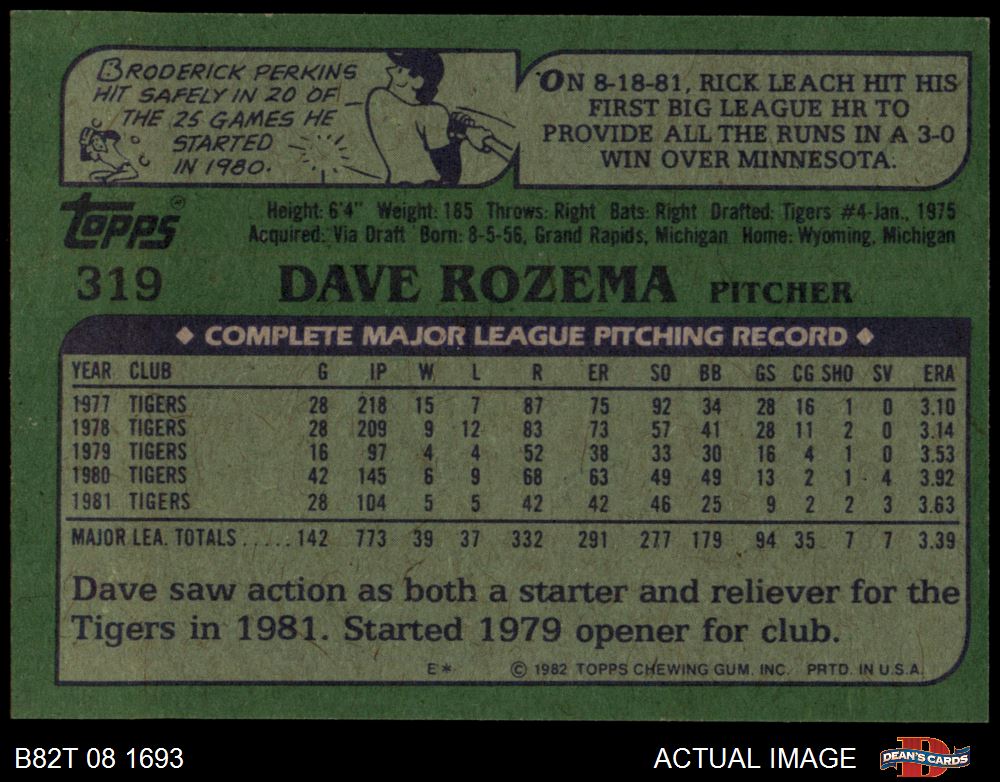 BRODERICK PERKINS
HIT SAFELY IN 20 OF
THE 25 GAMES HE
STARTED
IN 1980.
ON 8-18-81, RICK LEACH HIT HIS
FIRST BIG LEAGUE HR TO
PROVIDE ALL THE RUNS IN A 3-0
WIN OVER MINNESOTA.
TOPPS®
Height: 6'4" Weight: 185 Throws: Right Bats: Right Drafted: Tigers #4-Jan., 1975
Acquired: Via Draft Born: 8-5-56, Grand Rapids, Michigan Home: Wyoming, Michigan
319 DAVE ROZEMA PITCHER
◆ COMPLETE MAJOR LEAGUE PITCHING RECORD ◆
YEAR CLUB G IP W L R ER SO BB GS CG SHO SV ERA
1977 TIGERS 28 218 15 7 87 75 92 34 28 16 1 0 3.10
1978 TIGERS 28 209 9 12 83 73 57 41 28 11 2 0 3.14
1979 TIGERS 16 97 4 4 52 38 33 30 16 4 1 0 3.53
1980 TIGERS 42 145 6 9 68 63 49 49 13 2 1 4 3.92
1981 TIGERS 28 104 5 5 42 42 46 25 9 2 2 3 3.63
MAJOR LEA. TOTALS ..... 142 773 39 37 332 291 277 179 94 35 7 7 3.39
Dave saw action as both a starter and reliever for the
Tigers in 1981. Started 1979 opener for club.
E* © 1982 TOPPS CHEWING GUM, INC. PRTD. IN U.S.A.
B82T 08 1693 ACTUAL IMAGE DEAN'S CARDS